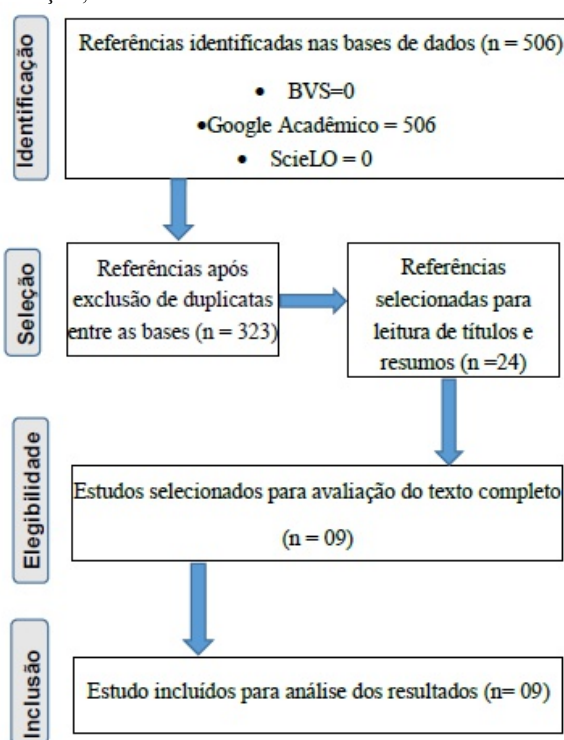 Identificação
Referências identificadas nas bases de dados (n = 506)
• BVS=0
•Google Acadêmico = 506
• ScieLO = 0
Seleção
Referências após
exclusão de duplicatas
entre as bases (n = 323)
Referências
selecionadas para
leitura de títulos e
resumos (n =24)
Elegibilidade
Estudos selecionados para avaliação do texto completo
(n = 09)
Inclusão
Estudo incluídos para análise dos resultados (n= 09)